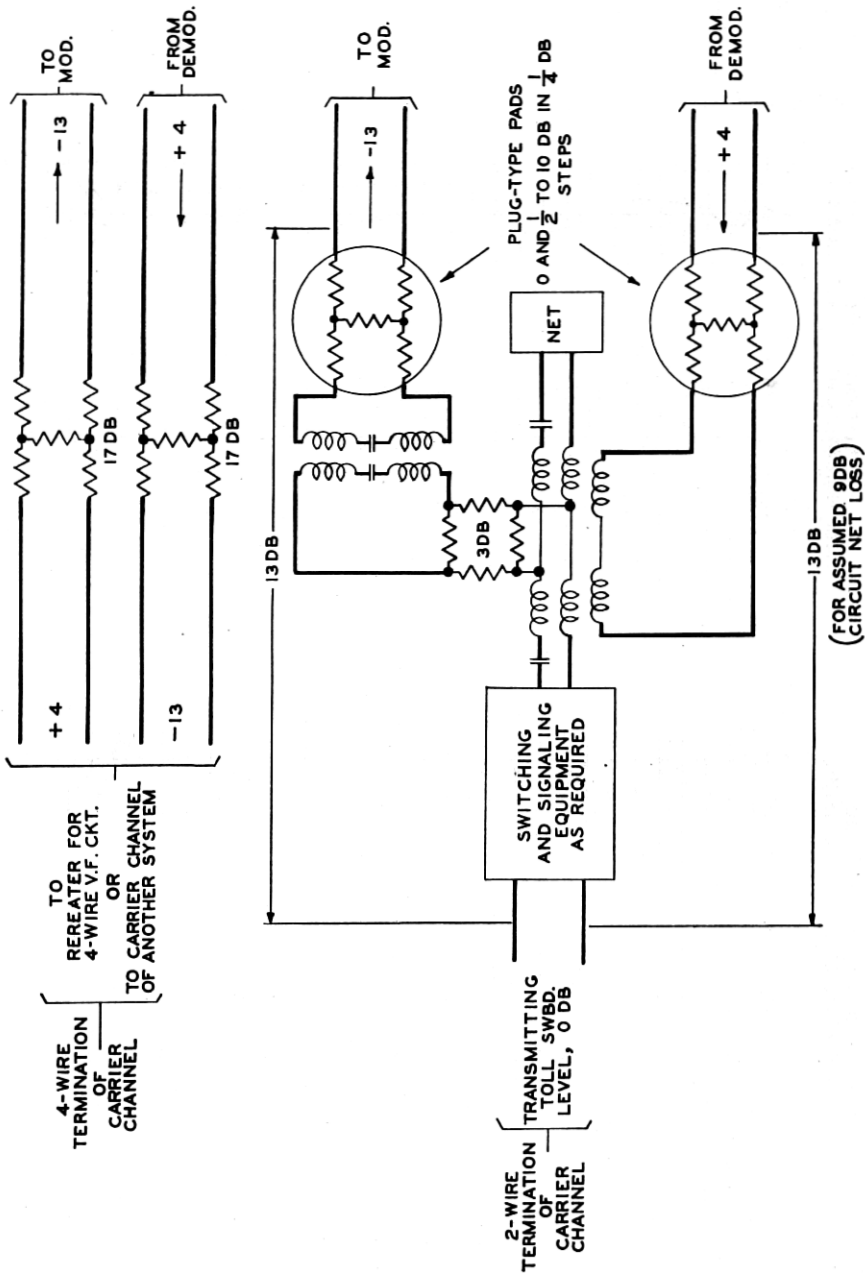 4-WIRE
TERMINATION
OF
CARRIER
CHANNEL
TO
REREATER FOR
4-WIRE V.F. CKT.
OR
TO CARRIER CHANNEL
OF ANOTHER SYSTEM
+4
-13
17 DB
17 DB
-13
+4
TO
MOD.
FROM
DEMOD.
2-WIRE
TERMINATION
OF
CARRIER
CHANNEL
TRANSMITTING
TOLL SWBD.
LEVEL, 0 DB
13DB
SWITCHING
AND SIGNALING
EQUIPMENT
AS REQUIRED
3DB
NET
PLUG-TYPE PADS
0 AND 1/2 TO 10 DB IN 1/4 DB
STEPS
-13
TO
MOD.
+4
FROM
DEMOD.
13DB
(FOR ASSUMED 9DB
CIRCUIT NET LOSS)